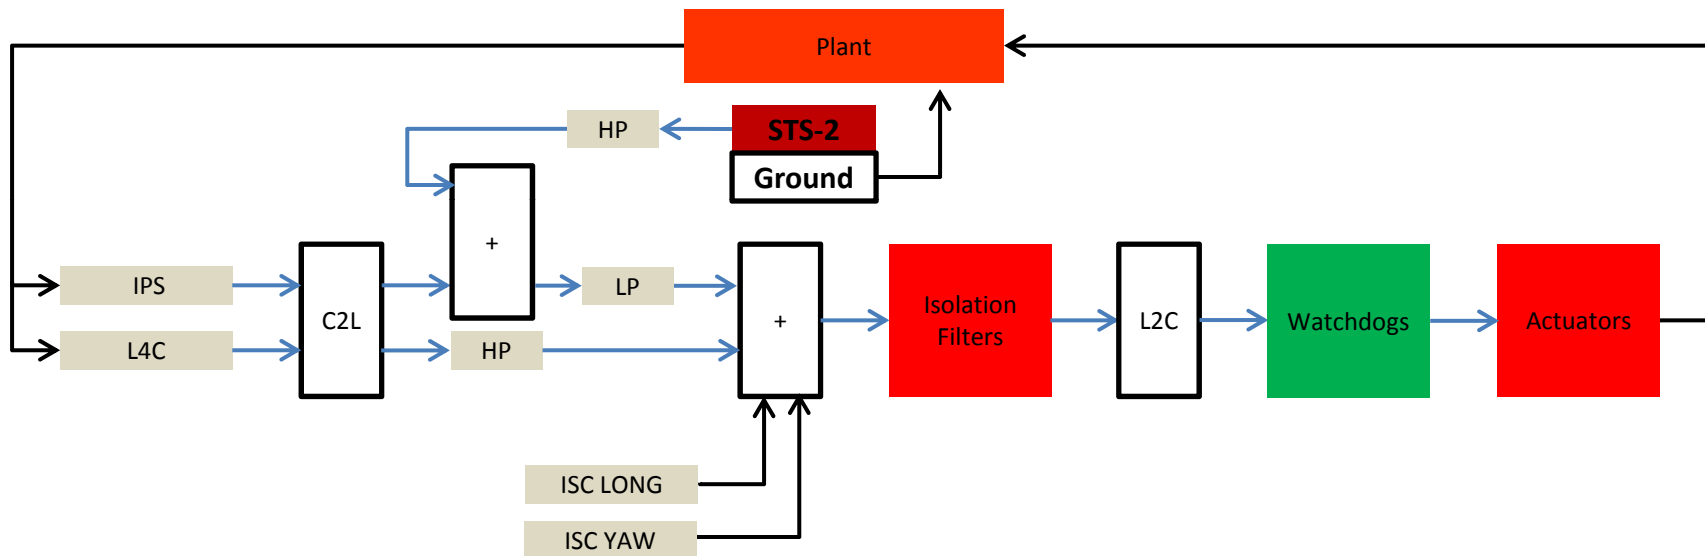 Plant
HP
STS-2
Ground
+
IPS
LP
C2L
+
Isolation
Filters
L2C
Watchdogs
Actuators
L4C
HP
ISC LONG
ISC YAW